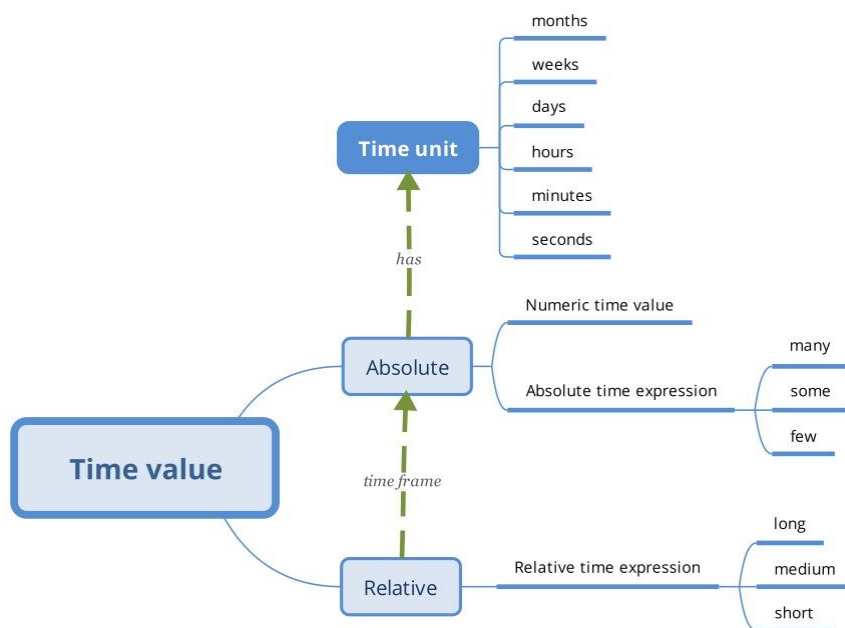 months
weeks
days
Time unit
hours
minutes
seconds
has
Numeric time value
Absolute
many
Absolute time expression
some
few
Time value
time frame
long
Relative time expression
medium
Relative
short